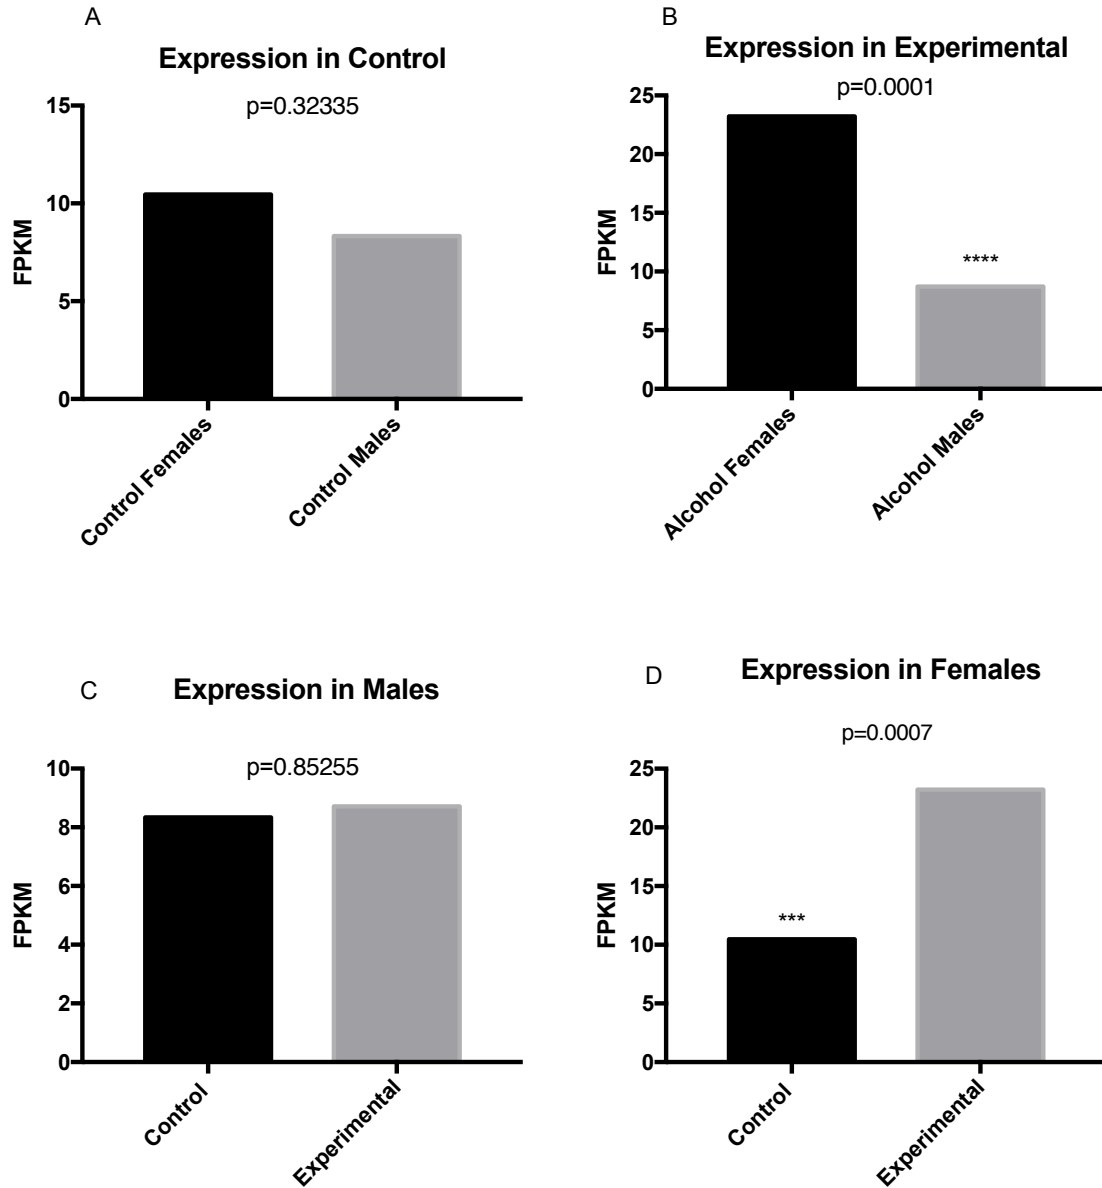 A
Expression in Control
p=0.32335
15
10
5
0
FPKM
Control Females
Control Males
B
Expression in Experimental
p=0.0001
25
20
15
10
5
0
FPKM
****
Alcohol Females
Alcohol Males
C
Expression in Males
p=0.85255
10
8
6
4
2
0
FPKM
Control
Experimental
D
Expression in Females
p=0.0007
25
20
15
10
5
0
FPKM
***
Control
Experimental